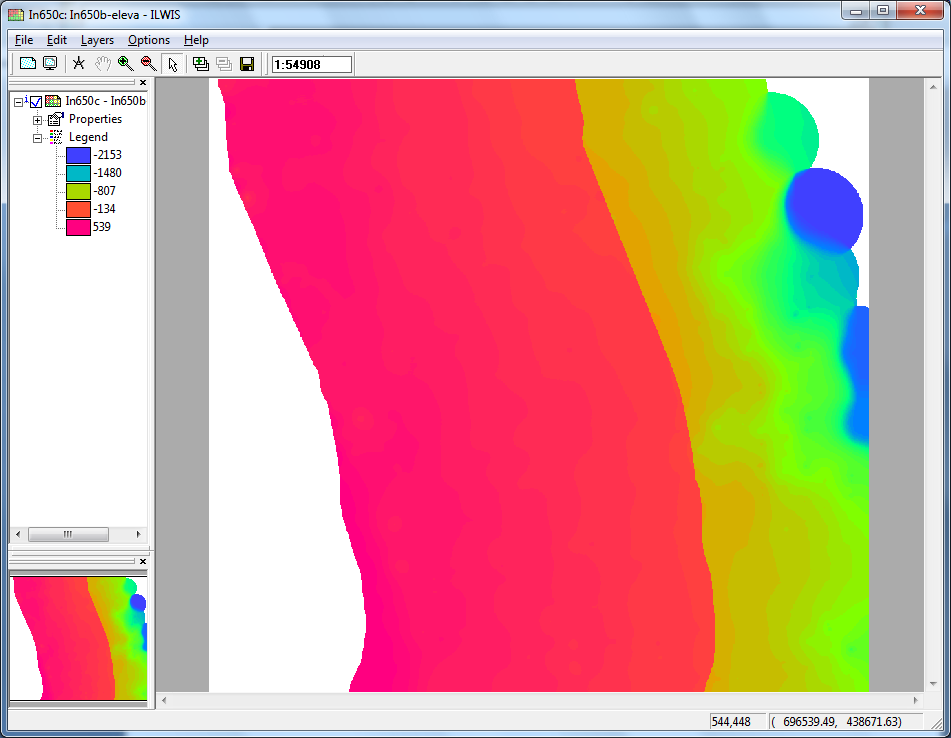 In650c: In650b-eleva - ILWIS
File Edit Layers Options Help
1:54908
In650c - In650b
Properties
Legend
-2153
-1480
-807
-134
539
544,448 ( 696539.49, 438671.63)